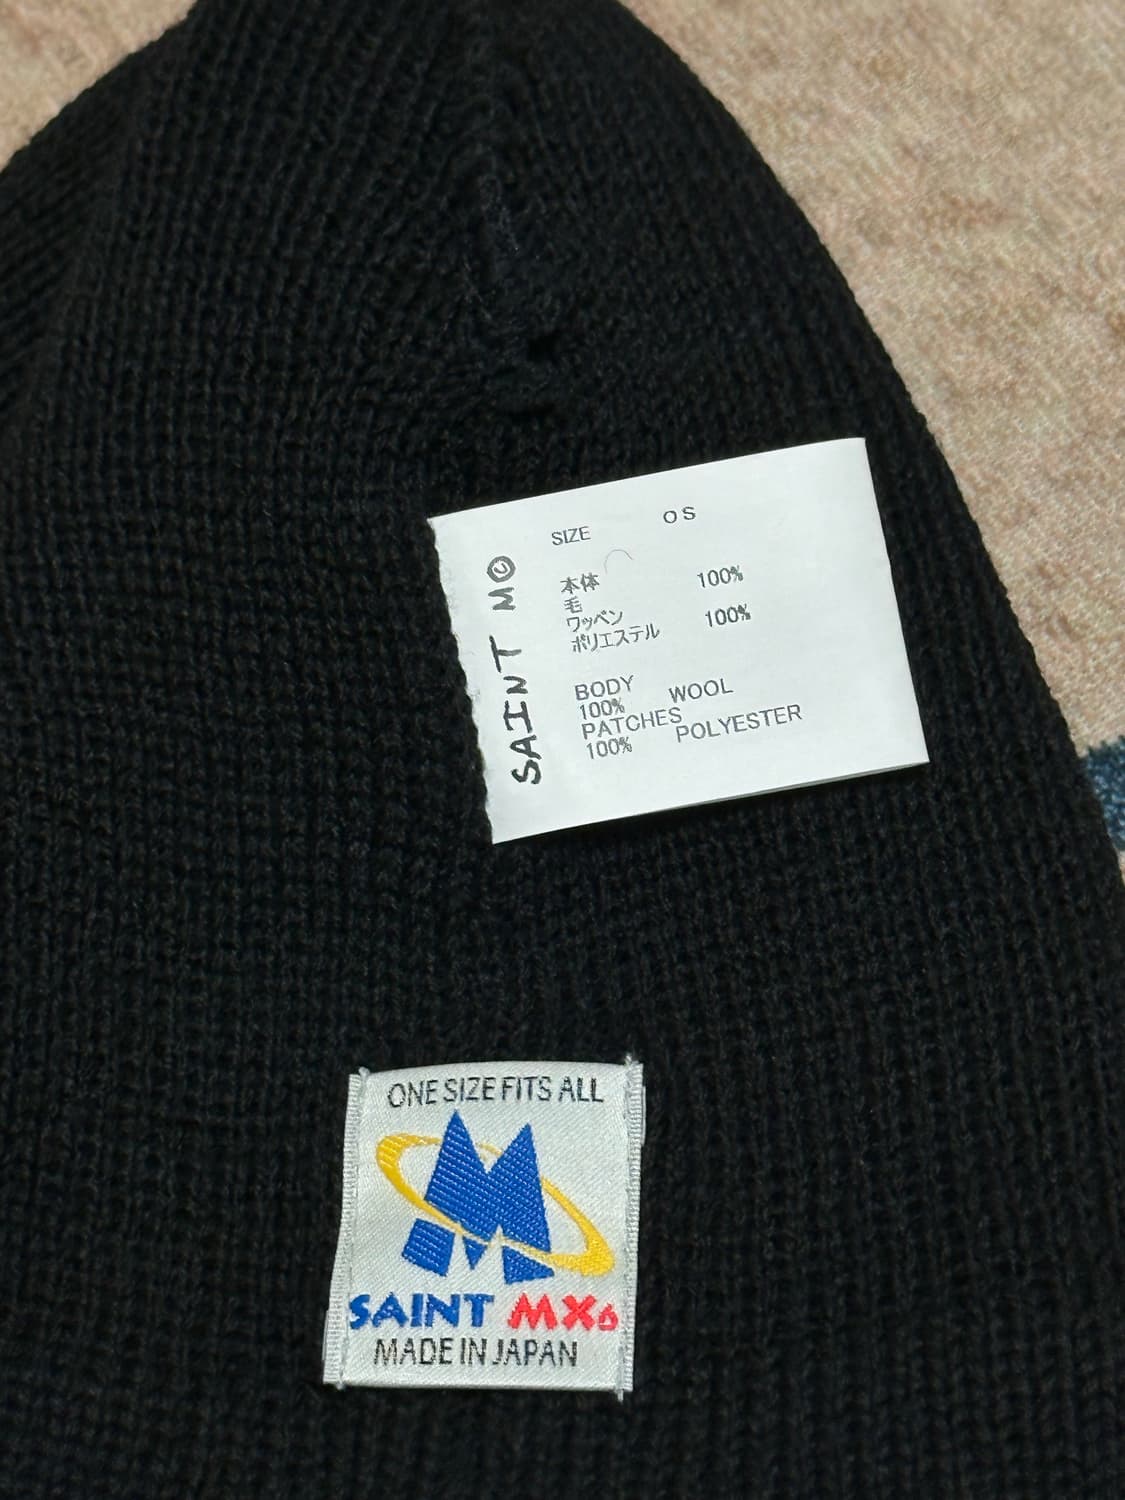 SAINT M©
SIZE OS
本体 100%
毛
ワッペン 100%
ポリエステル
BODY
100% WOOL
PATCHES
100% POLYESTER
ONE SIZE FITS ALL
M
SAINT MX6
MADE IN JAPAN